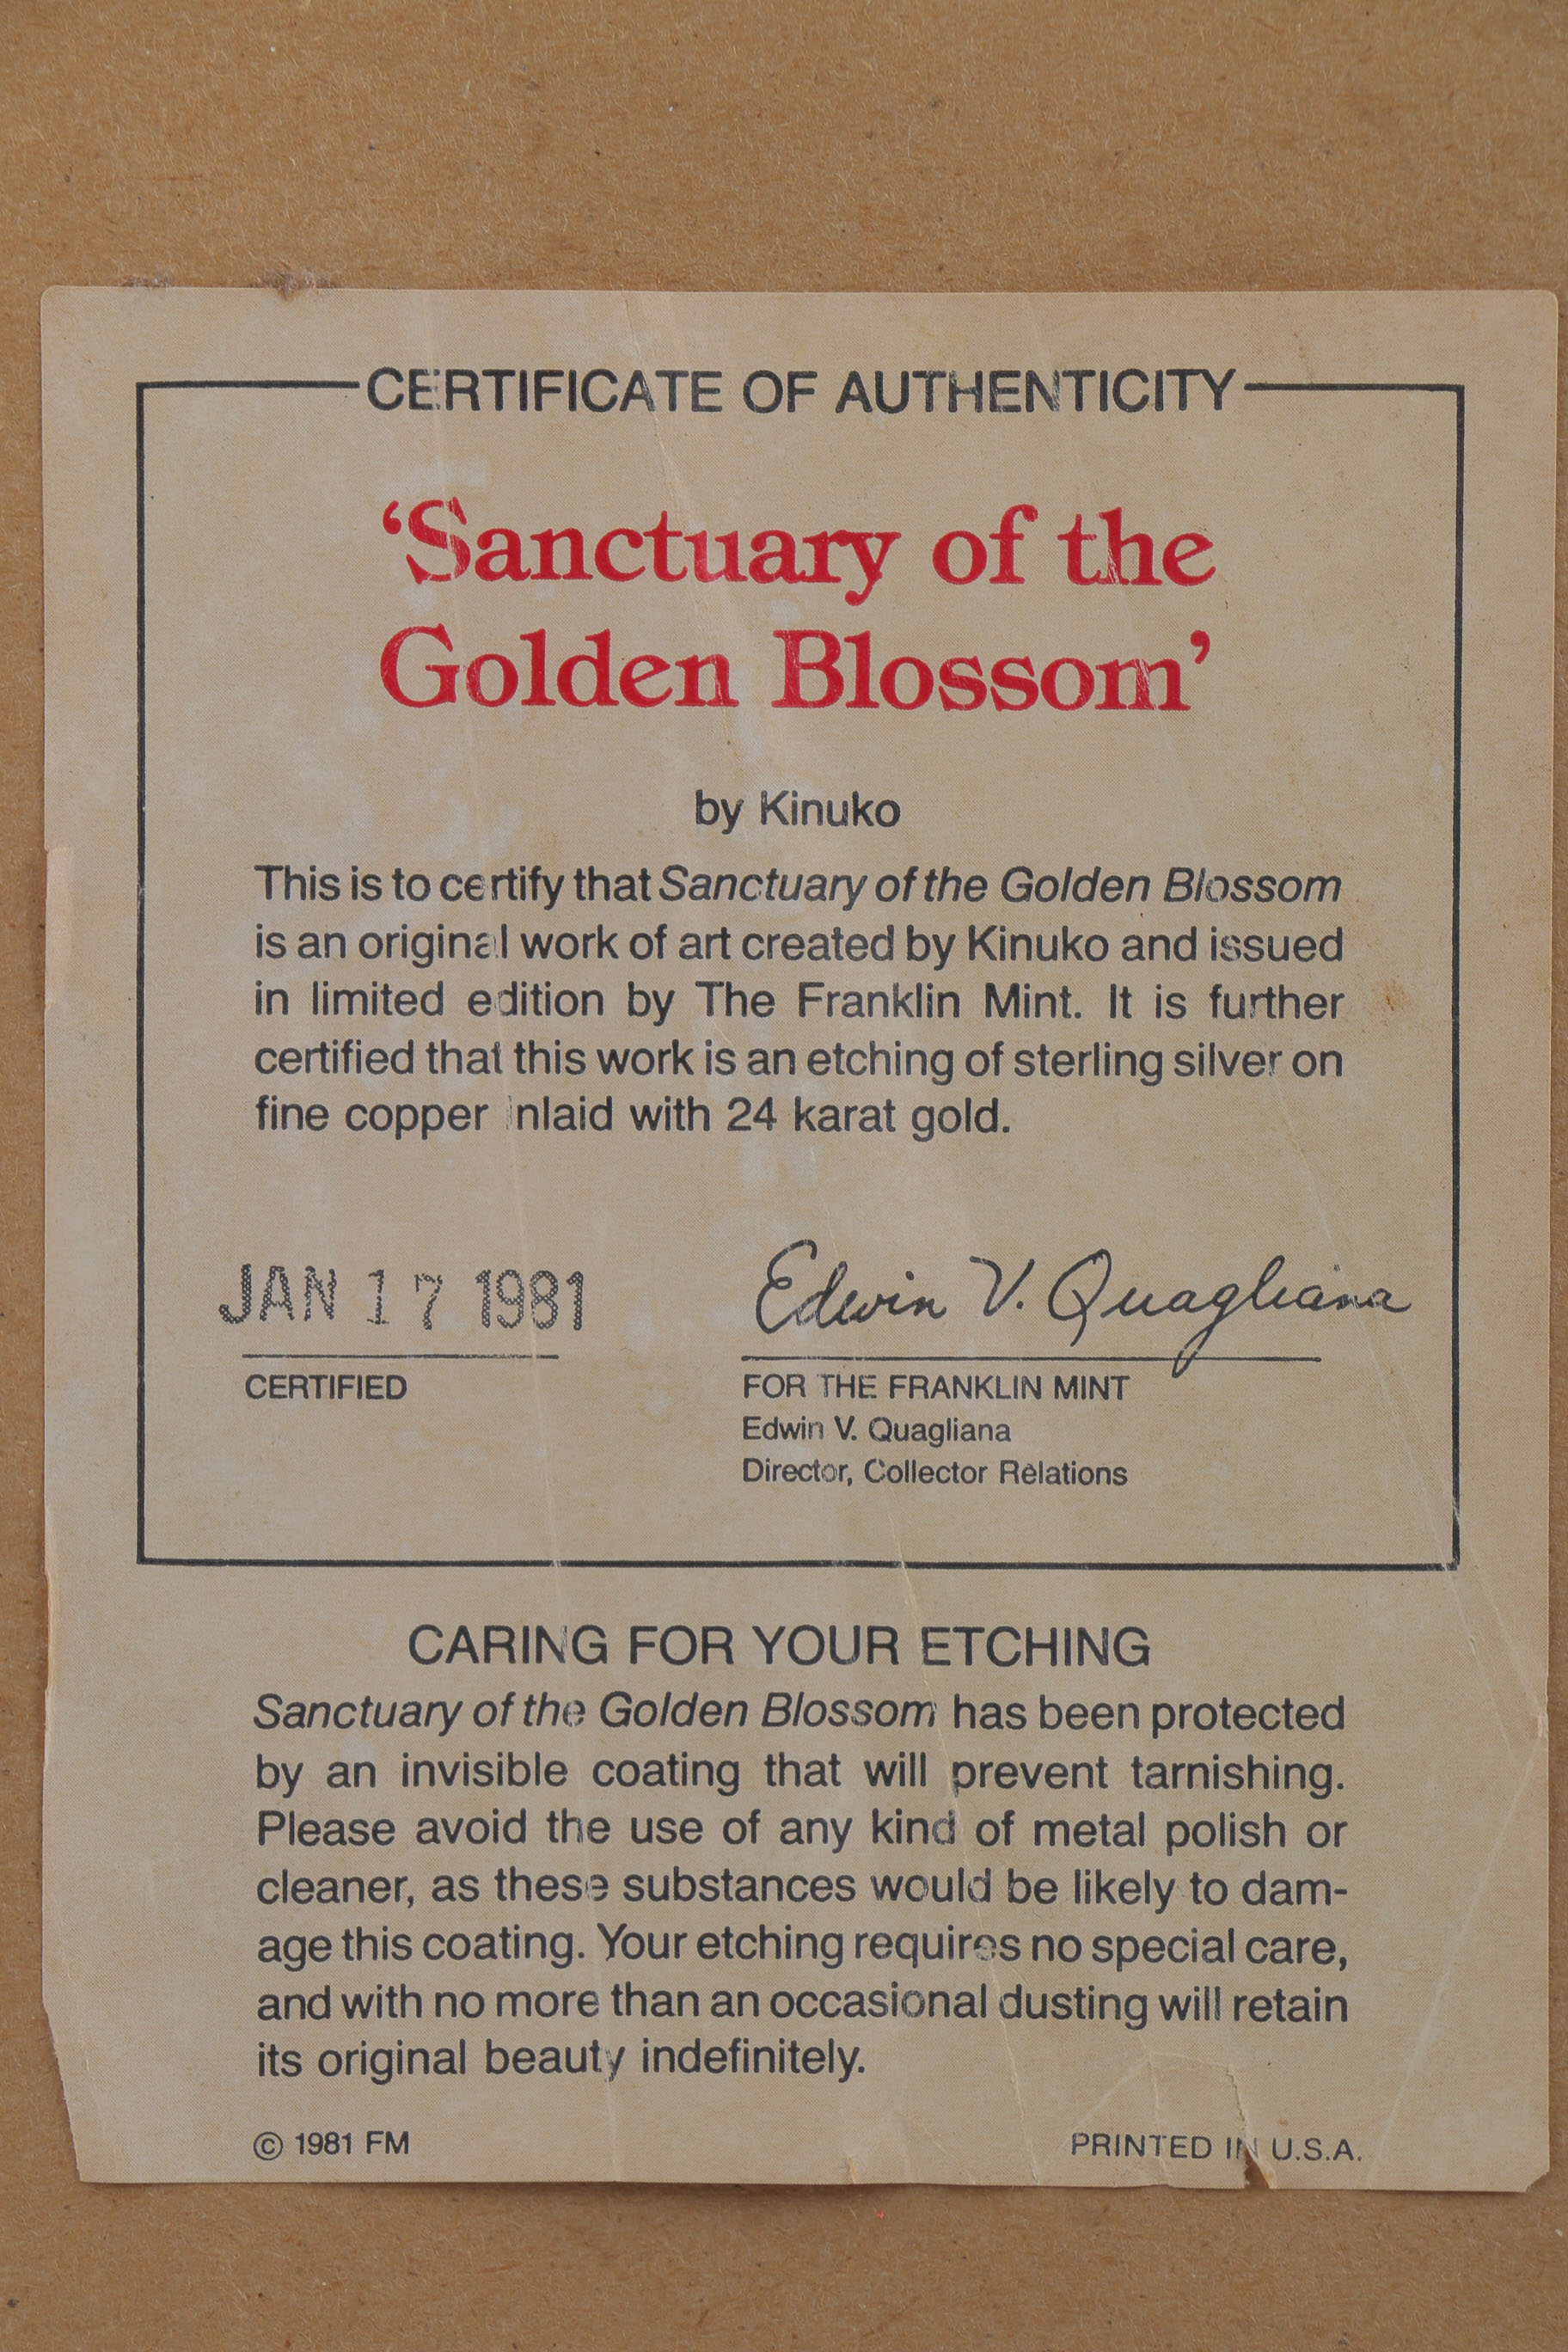 CERTIFICATE OF AUTHENTICITY
‘Sanctuary of the
Golden Blossom’
by Kinuko
This is to certify that Sanctuary of the Golden Blossom
is an original work of art created by Kinuko and issued
in limited edition by The Franklin Mint. It is further
certified that this work is an etching of sterling silver on
fine copper inlaid with 24 karat gold.
JAN 17 1981
CERTIFIED
Edwin V. Quagliana
FOR THE FRANKLIN MINT
Edwin V. Quagliana
Director, Collector Relations
CARING FOR YOUR ETCHING
Sanctuary of the Golden Blossom has been protected
by an invisible coating that will prevent tarnishing.
Please avoid the use of any kind of metal polish or
cleaner, as these substances would be likely to dam-
age this coating. Your etching requires no special care,
and with no more than an occasional dusting will retain
its original beauty indefinitely.
© 1981 FM
PRINTED IN U.S.A.